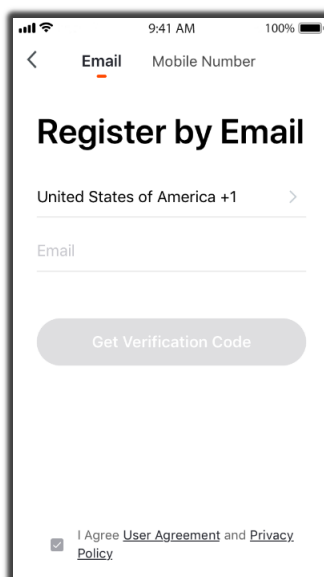 9:41 AM 100%
Email Mobile Number
Register by Email
United States of America +1
Email
Get Verification Code
I Agree User Agreement and Privacy
Policy